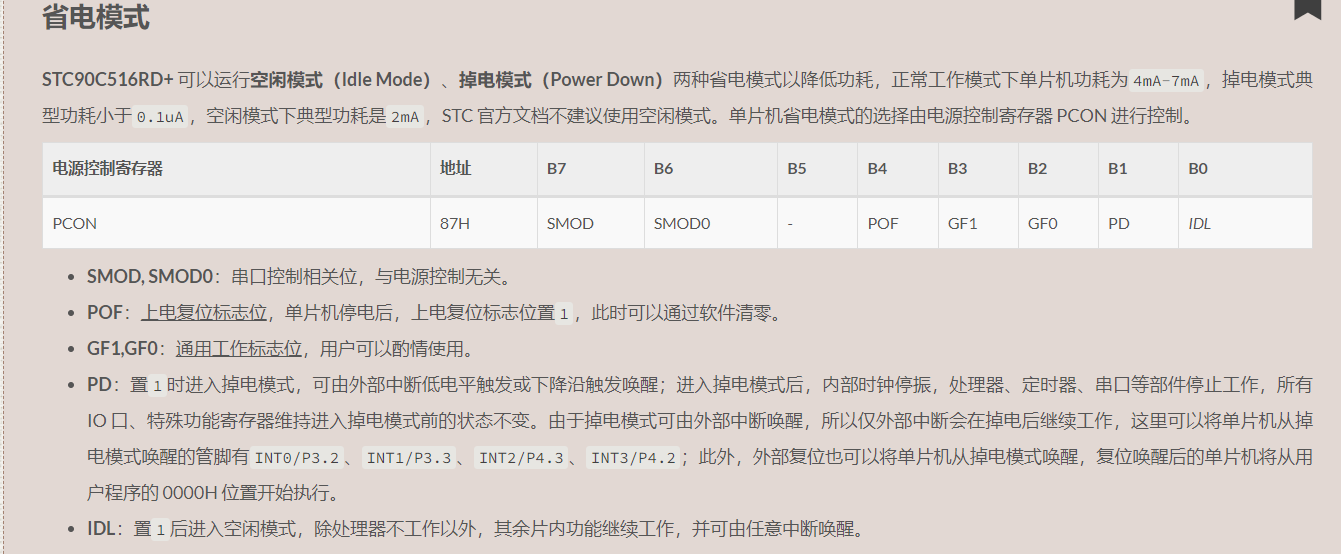 省电模式
STC90C516RD+ 可以运行空闲模式（Idle Mode）、掉电模式（Power Down）两种省电模式以降低功耗，正常工作模式下单片机功耗为 4mA-7mA ，掉电模式典
型功耗小于 0.1uA ，空闲模式下典型功耗是 2mA ，STC 官方文档不建议使用空闲模式。单片机省电模式的选择由电源控制寄存器 PCON 进行控制。
电源控制寄存器 地址 B7 B6 B5 B4 B3 B2 B1 B0
PCON 87H SMOD SMOD0 - POF GF1 GF0 PD IDL
• SMOD, SMOD0：串口控制相关位，与电源控制无关。
• POF：上电复位标志位，单片机停电后，上电复位标志位置 1 ，此时可以通过软件清零。
• GF1,GF0：通用工作标志位，用户可以酌情使用。
• PD：置 1 时进入掉电模式，可由外部中断低电平触发或下降沿触发唤醒；进入掉电模式后，内部时钟停振，处理器、定时器、串口等部件停止工作，所有
IO 口、特殊功能寄存器维持进入掉电模式前的状态不变。由于掉电模式可由外部中断唤醒，所以仅外部中断会在掉电后继续工作，这里可以将单片机从掉
电模式唤醒的管脚有 INT0/P3.2 、 INT1/P3.3 、 INT2/P4.3 、 INT3/P4.2 ；此外，外部复位也可以将单片机从掉电模式唤醒，复位唤醒后的单片机将从用
户程序的 0000H 位置开始执行。
• IDL：置 1 后进入空闲模式，除处理器不工作以外，其余片内功能继续工作，并可由任意中断唤醒。